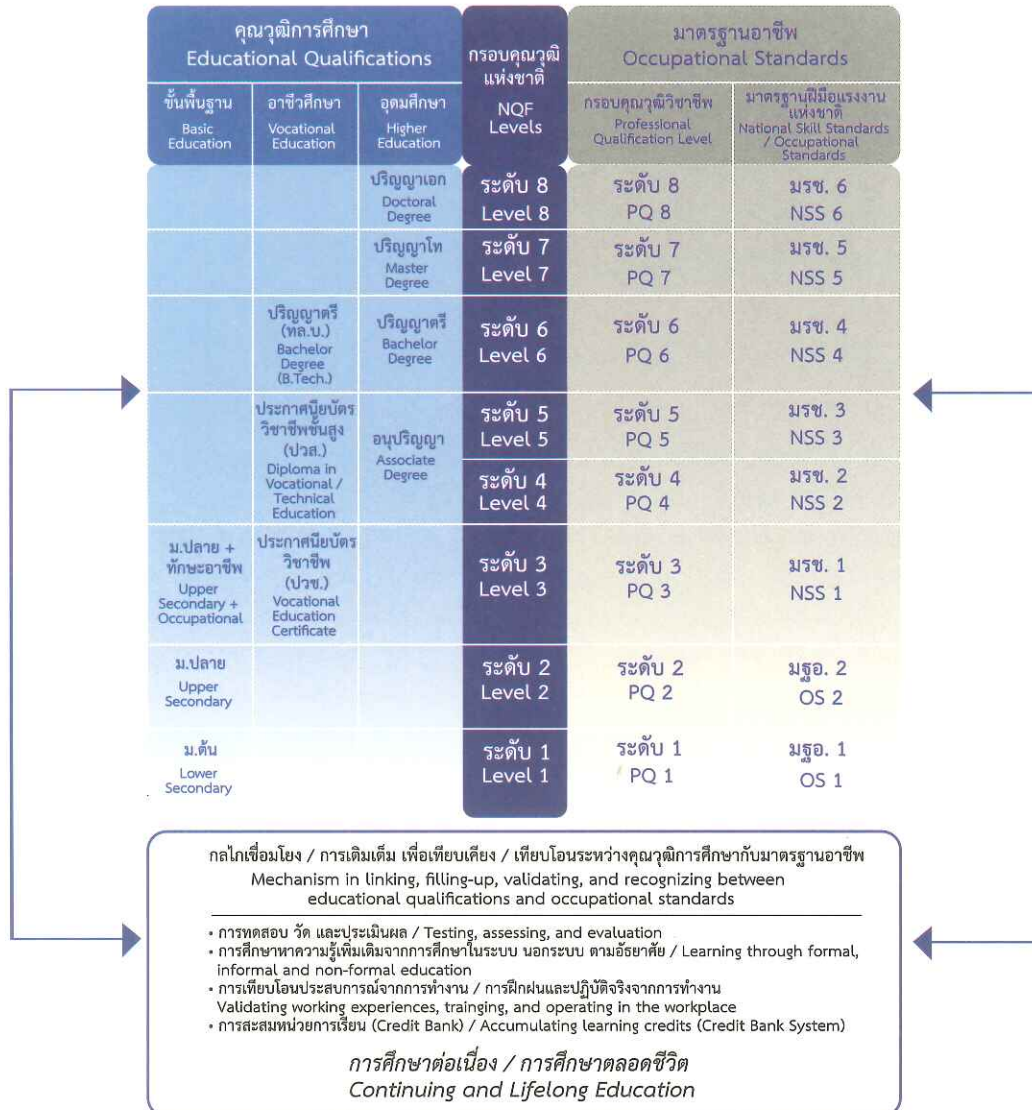 คุณวุฒิการศึกษา
Educational Qualifications
กรอบคุณวุฒิ
แห่งชาติ
NQF
Levels
มาตรฐานอาชีพ
Occupational Standards
ขั้นพื้นฐาน
Basic
Education
อาชีวศึกษา
Vocational
Education
อุดมศึกษา
Higher
Education
กรอบคุณวุฒิวิชาชีพ
Professional
Qualification Level
มาตรฐานฝีมือแรงงาน
แห่งชาติ
National Skill Standards
/ Occupational
Standards
ปริญญาเอก
Doctoral
Degree
ระดับ 8
Level 8
ระดับ 8
PQ 8
มรช. 6
NSS 6
ปริญญาโท
Master
Degree
ระดับ 7
Level 7
ระดับ 7
PQ 7
มรช. 5
NSS 5
ปริญญาตรี
(ทล.บ.)
Bachelor
Degree
(B.Tech.)
ปริญญาตรี
Bachelor
Degree
ระดับ 6
Level 6
ระดับ 6
PQ 6
มรช. 4
NSS 4
ประกาศนียบัตร
วิชาชีพชั้นสูง
(ปวส.)
Diploma in
Vocational /
Technical
Education
อนุปริญญา
Associate
Degree
ระดับ 5
Level 5
ระดับ 5
PQ 5
มรช. 3
NSS 3
ระดับ 4
Level 4
ระดับ 4
PQ 4
มรช. 2
NSS 2
ม.ปลาย +
ทักษะอาชีพ
Upper
Secondary +
Occupational
ประกาศนียบัตร
วิชาชีพ
(ปวช.)
Vocational
Education
Certificate
ระดับ 3
Level 3
ระดับ 3
PQ 3
มรช. 1
NSS 1
ม.ปลาย
Upper
Secondary
ระดับ 2
Level 2
ระดับ 2
PQ 2
มฐอ. 2
OS 2
ม.ต้น
Lower
Secondary
ระดับ 1
Level 1
ระดับ 1
PQ 1
มฐอ. 1
OS 1
กลไกเชื่อมโยง / การเติมเต็ม เพื่อเทียบเคียง / เทียบโอนระหว่างคุณวุฒิการศึกษากับมาตรฐานอาชีพ
Mechanism in linking, filling-up, validating, and recognizing between
educational qualifications and occupational standards
• การทดสอบ วัด และประเมินผล / Testing, assessing, and evaluation
• การศึกษาหาความรู้เพิ่มเติมจากการศึกษาในระบบ นอกระบบ ตามอัธยาศัย / Learning through formal,
informal and non-formal education
• การเทียบโอนประสบการณ์จากการทำงาน / การฝึกฝนและปฏิบัติจริงจากการทำงาน
Validating working experiences, trainging, and operating in the workplace
• การสะสมหน่วยการเรียน (Credit Bank) / Accumulating learning credits (Credit Bank System)
การศึกษาต่อเนื่อง / การศึกษาตลอดชีวิต
Continuing and Lifelong Education